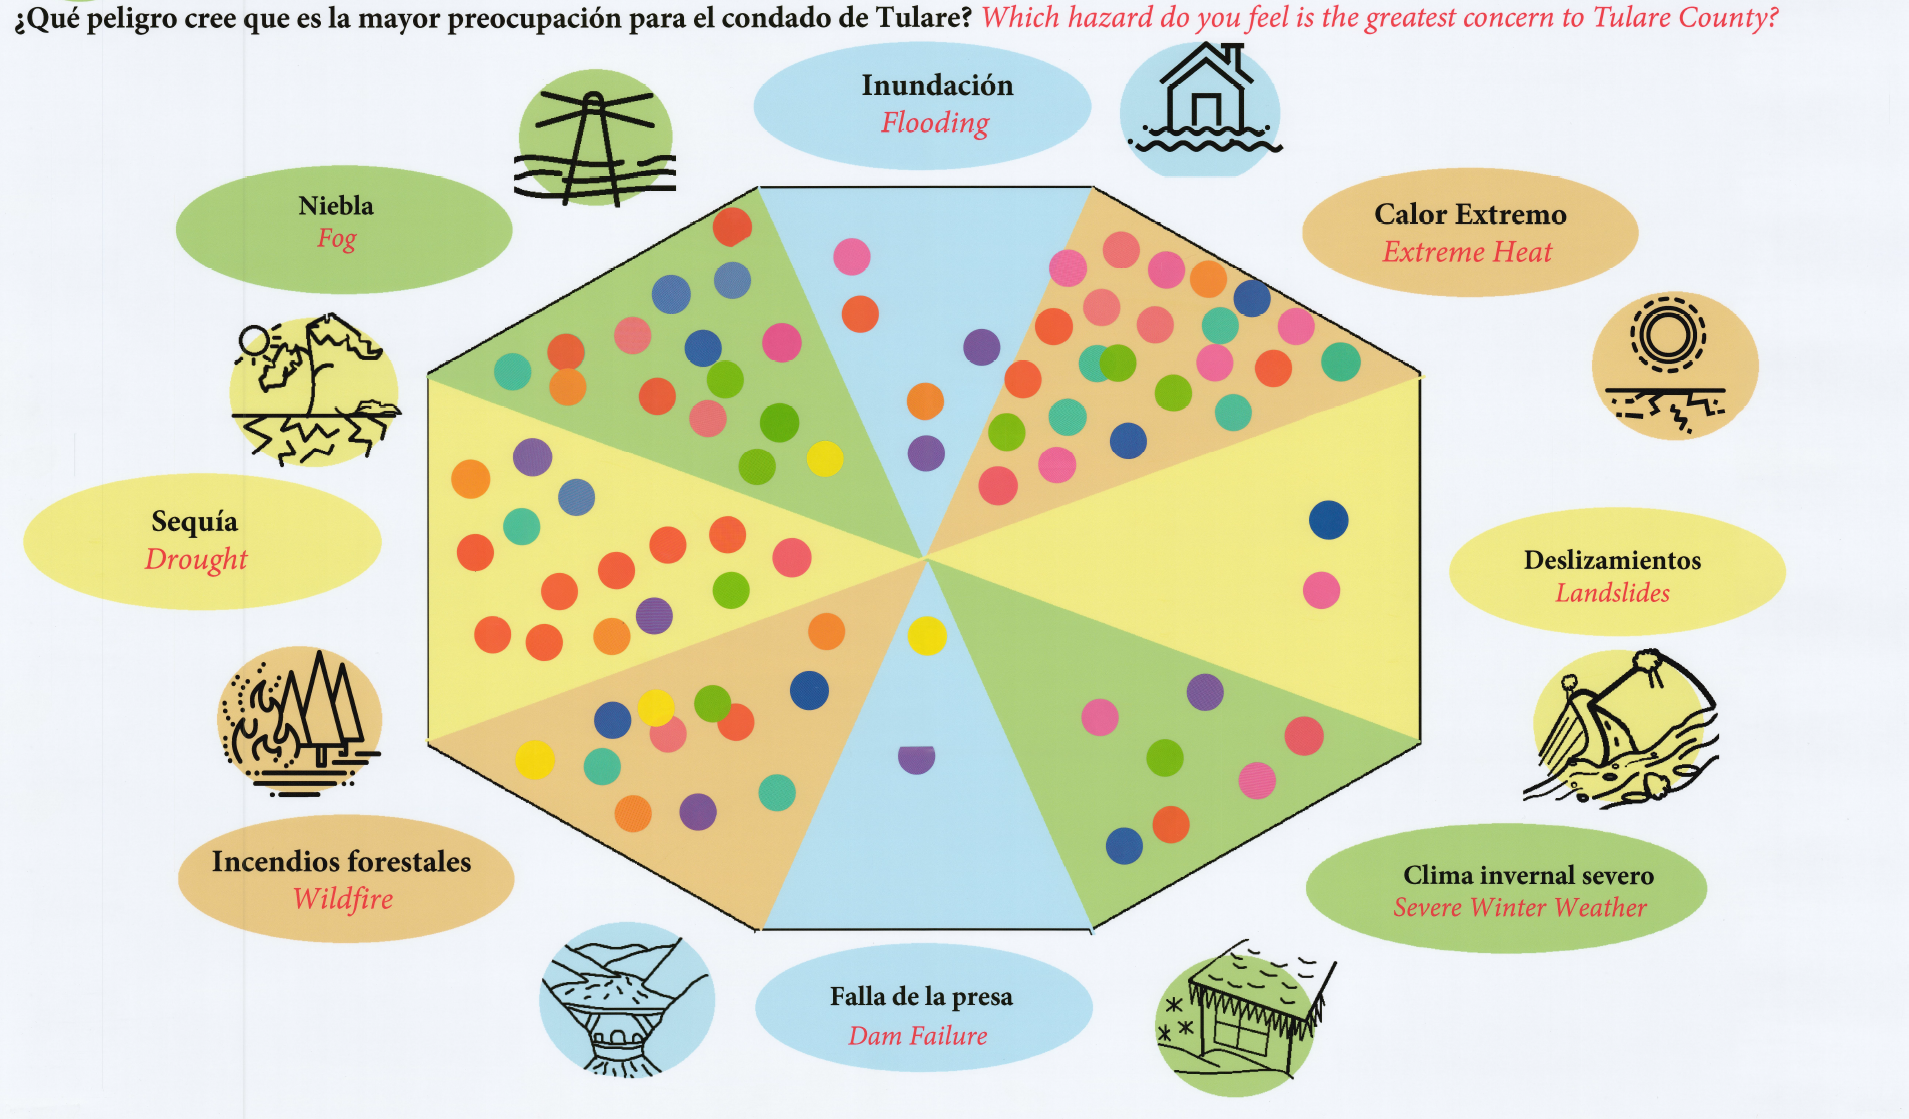 ¿Qué peligro cree que es la mayor preocupación para el condado de Tulare? Which hazard do you feel is the greatest concern to Tulare County?
Inundación
Flooding
Niebla
Fog
Calor Extremo
Extreme Heat
Sequía
Drought
Deslizamientos
Landslides
Incendios forestales
Wildfire
Clima invernal severo
Severe Winter Weather
Falla de la presa
Dam Failure